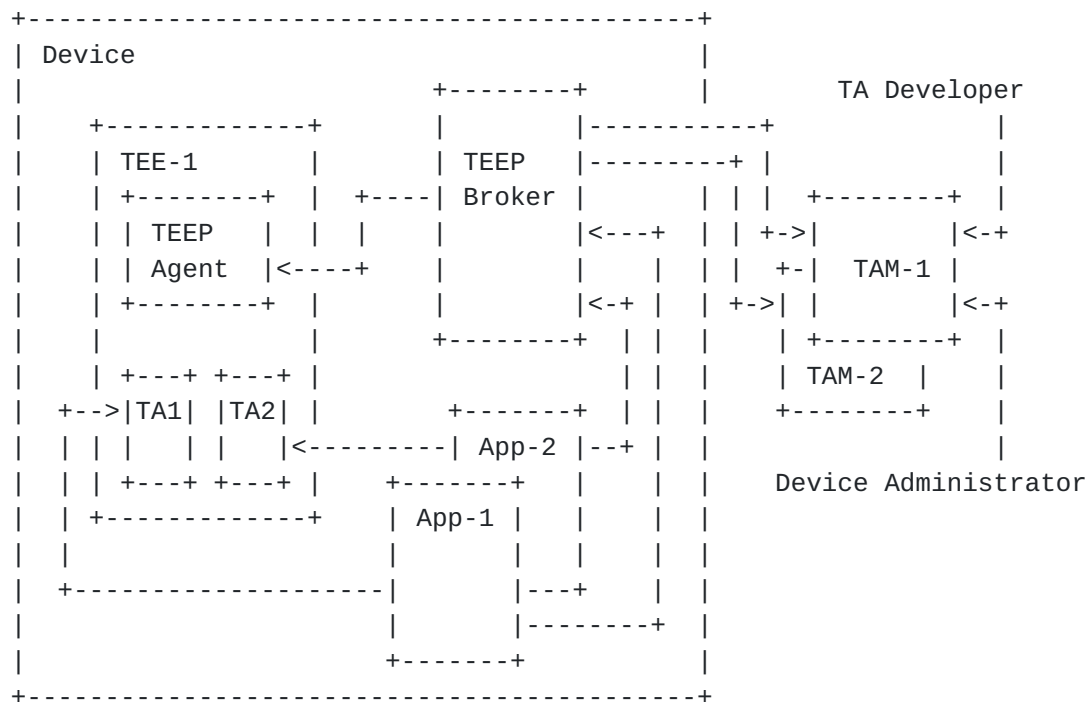 Device
TA Developer
TEE-1
TEEP
Broker
TEEP
Agent
TAM-1
TAM-2
TA1
TA2
App-2
Device Administrator
App-1